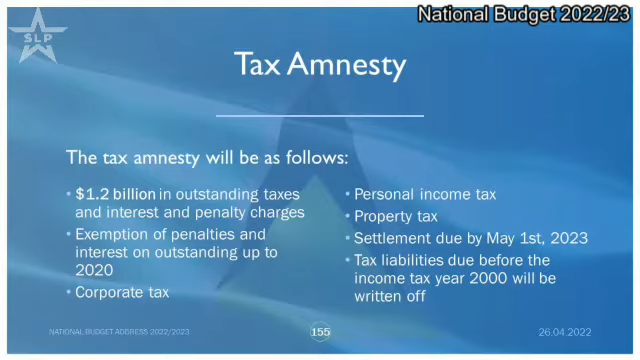 National Budget 2022/23
SLP
Tax Amnesty
The tax amnesty will be as follows:
• $1.2 billion in outstanding taxes
and interest and penalty charges
• Exemption of penalties and
interest on outstanding up to
2020
• Corporate tax
• Personal income tax
• Property tax
• Settlement due by May 1st, 2023
• Tax liabilities due before the
income tax year 2000 will be
written off
NATIONAL BUDGET ADDRESS 2022/2023
155
26.04.2022